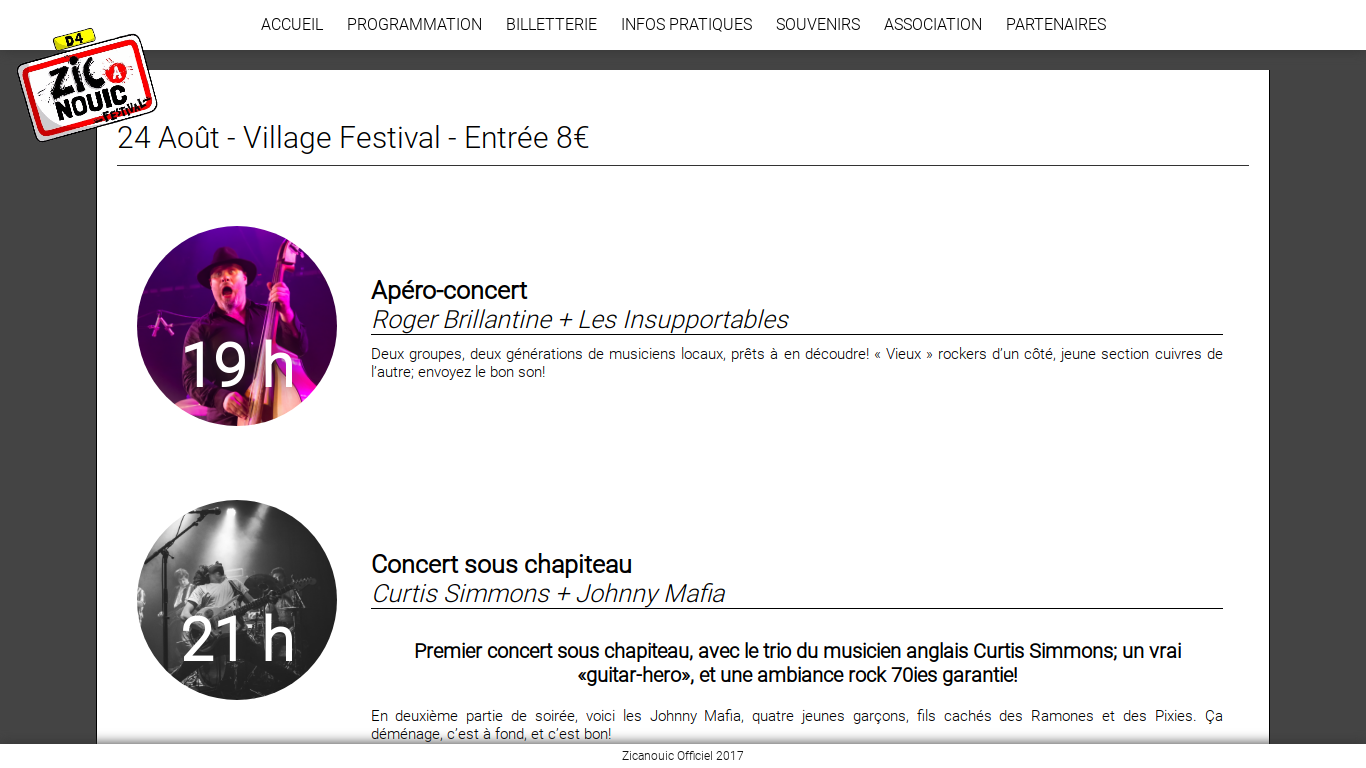 ACCUEIL PROGRAMMATION BILLETTERIE INFOS PRATIQUES SOUVENIRS ASSOCIATION PARTENAIRES
D4
ZIC A
NOUIC
FESTIVAL
24 Août - Village Festival - Entrée 8€
19 h
Apéro-concert
Roger Brillantine + Les Insupportables
Deux groupes, deux générations de musiciens locaux, prêts à en découdre! « Vieux » rockers d’un côté, jeune section cuivres de
l’autre; envoyez le bon son!
21 h
Concert sous chapiteau
Curtis Simmons + Johnny Mafia
Premier concert sous chapiteau, avec le trio du musicien anglais Curtis Simmons; un vrai
«guitar-hero», et une ambiance rock 70ies garantie!
En deuxième partie de soirée, voici les Johnny Mafia, quatre jeunes garçons, fils cachés des Ramones et des Pixies. Ça
déménage, c’est à fond, et c’est bon!
Zicanouic Officiel 2017